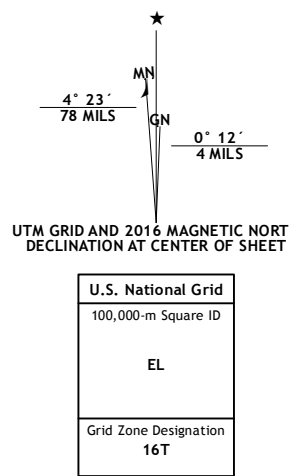 MN
4° 23´
78 MILS
GN
0° 12´
4 MILS
UTM GRID AND 2016 MAGNETIC NORT
DECLINATION AT CENTER OF SHEET
U.S. National Grid
100,000-m Square ID
EL
Grid Zone Designation
16T